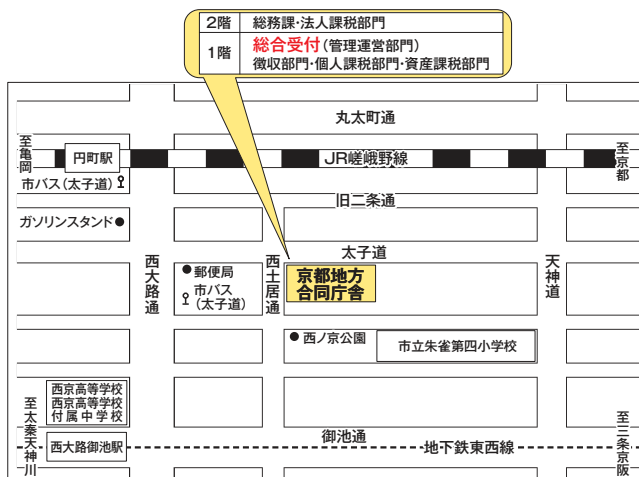 2階 総務課・法人課税部門
1階 総合受付(管理運営部門)
徴収部門・個人課税部門・資産課税部門
丸太町通
至亀岡
円町駅
JR嵯峨野線
至京都
市バス(太子道)
旧二条通
ガソリンスタンド
太子道
西大路通
郵便局
市バス
(太子道)
西土居通
京都地方
合同庁舎
天神道
西ノ京公園
市立朱雀第四小学校
西京高等学校
西京高等学校
付属中学校
至太秦天神川
西大路御池駅
御池通
地下鉄東西線
至三条京阪